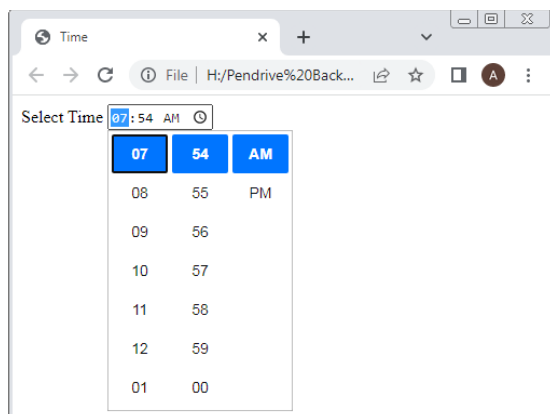 Time
File | H:/Pendrive%20Back...
A
Select Time 07:54 AM
07 54 AM
08 55 PM
09 56
10 57
11 58
12 59
01 00